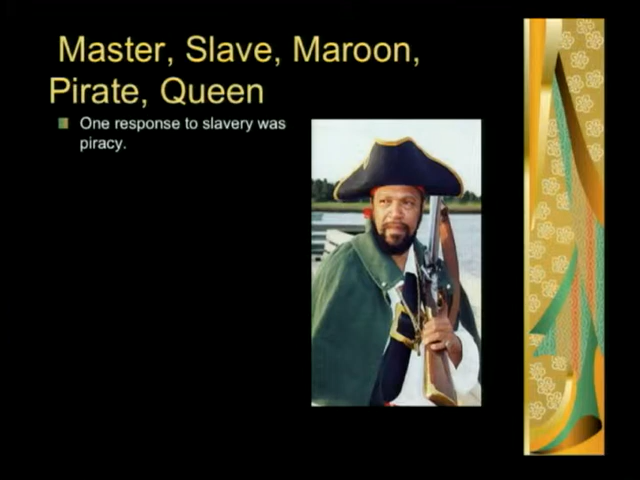 Master, Slave, Maroon,
Pirate, Queen
One response to slavery was
piracy.